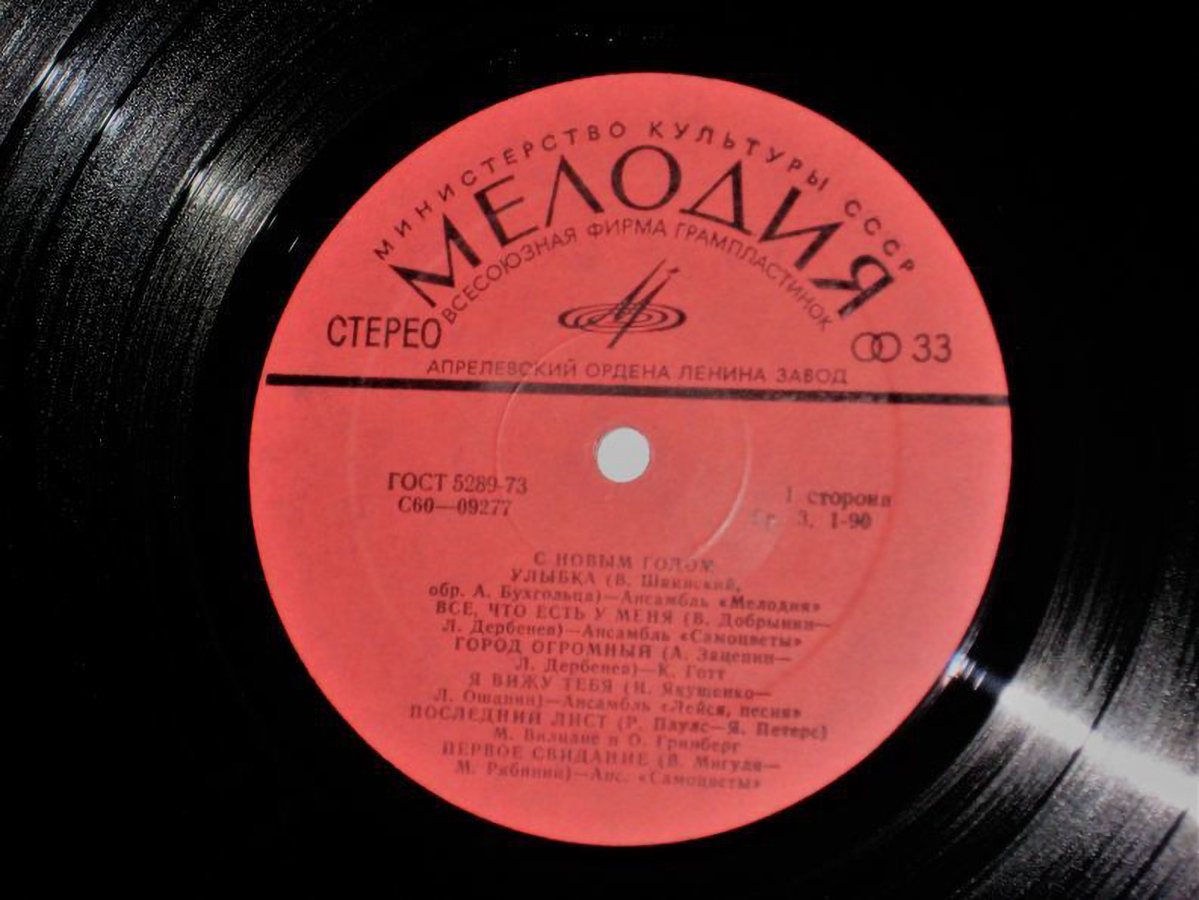 МИНИСТЕРСТВО КУЛЬТУРЫ СССР
МЕЛОДИЯ
ВСЕСОЮЗНАЯ ФИРМА ГРАМПЛАСТИНОК
СТЕРЕО
33
АПРЕЛЕВСКИЙ ОРДЕНА ЛЕНИНА ЗАВОД
ГОСТ 5289-73
С60—09277
1 сторона
Гр. 3. 1-90
С НОВЫМ ГОДОМ
УЛЫБКА (В. Шаинский,
обр. А. Бухгольца)—Ансамбль «Мелодия»
ВСЕ, ЧТО ЕСТЬ У МЕНЯ (В. Добрынин—
Л. Дербенев)—Ансамбль «Самоцветы»
ГОРОД ОГРОМНЫЙ (А. Зацепин—
Л. Дербенев)—К. Готт
Я ВИЖУ ТЕБЯ (И. Якушенко—
Л. Ошанин)—Ансамбль «Лейся, песня»
ПОСЛЕДНИЙ ЛИСТ (Р. Паулс—Я. Петерс)
М. Вилцане и О. Гринберг
ПЕРВОЕ СВИДАНИЕ (В. Мигуля—
М. Рябинин)—Анс. «Самоцветы»